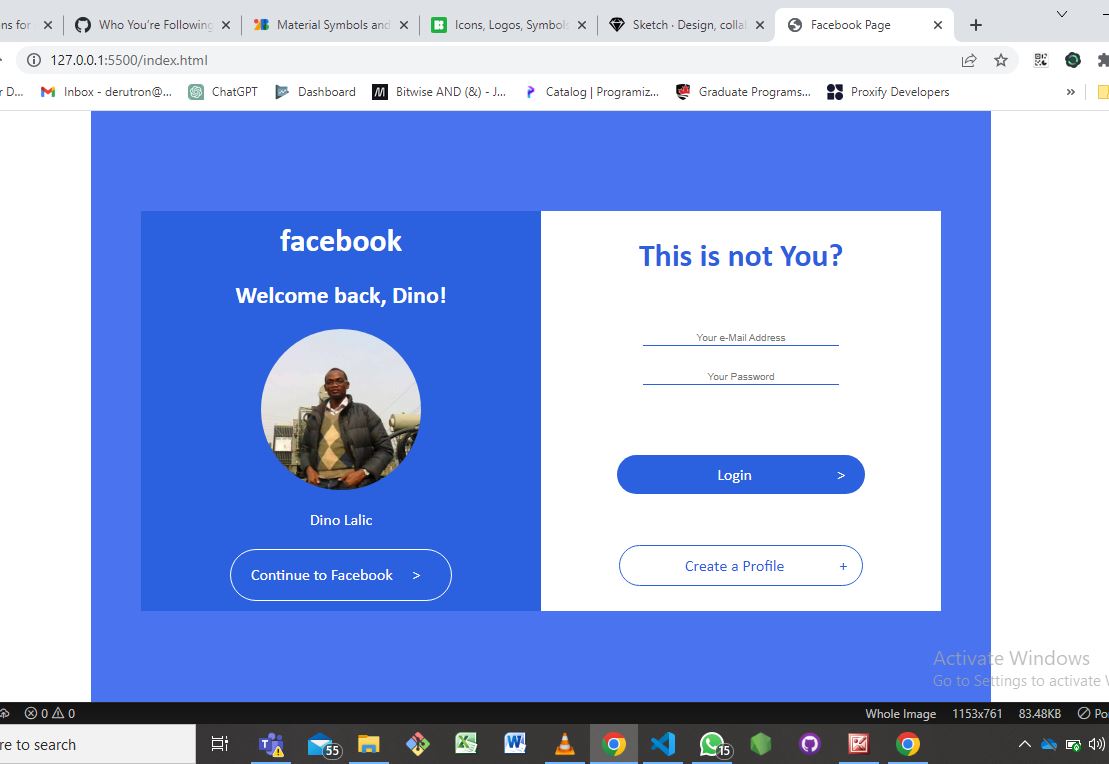 ns for
Who You're Following
Material Symbols and
Icons, Logos, Symbols
Sketch · Design, colla
Facebook Page
127.0.0.1:5500/index.html
r D...
Inbox - derutron@...
ChatGPT
Dashboard
Bitwise AND (&) - J...
Catalog | Programiz...
Graduate Programs...
Proxify Developers
»
facebook
Welcome back, Dino!
Dino Lalic
Continue to Facebook >
This is not You?
Your e-Mail Address
Your Password
Login >
Create a Profile +
Activate Windows
Go to Settings to activate W
0 0
Whole Image 1153x761 83.48KB Po
re to search
55
15